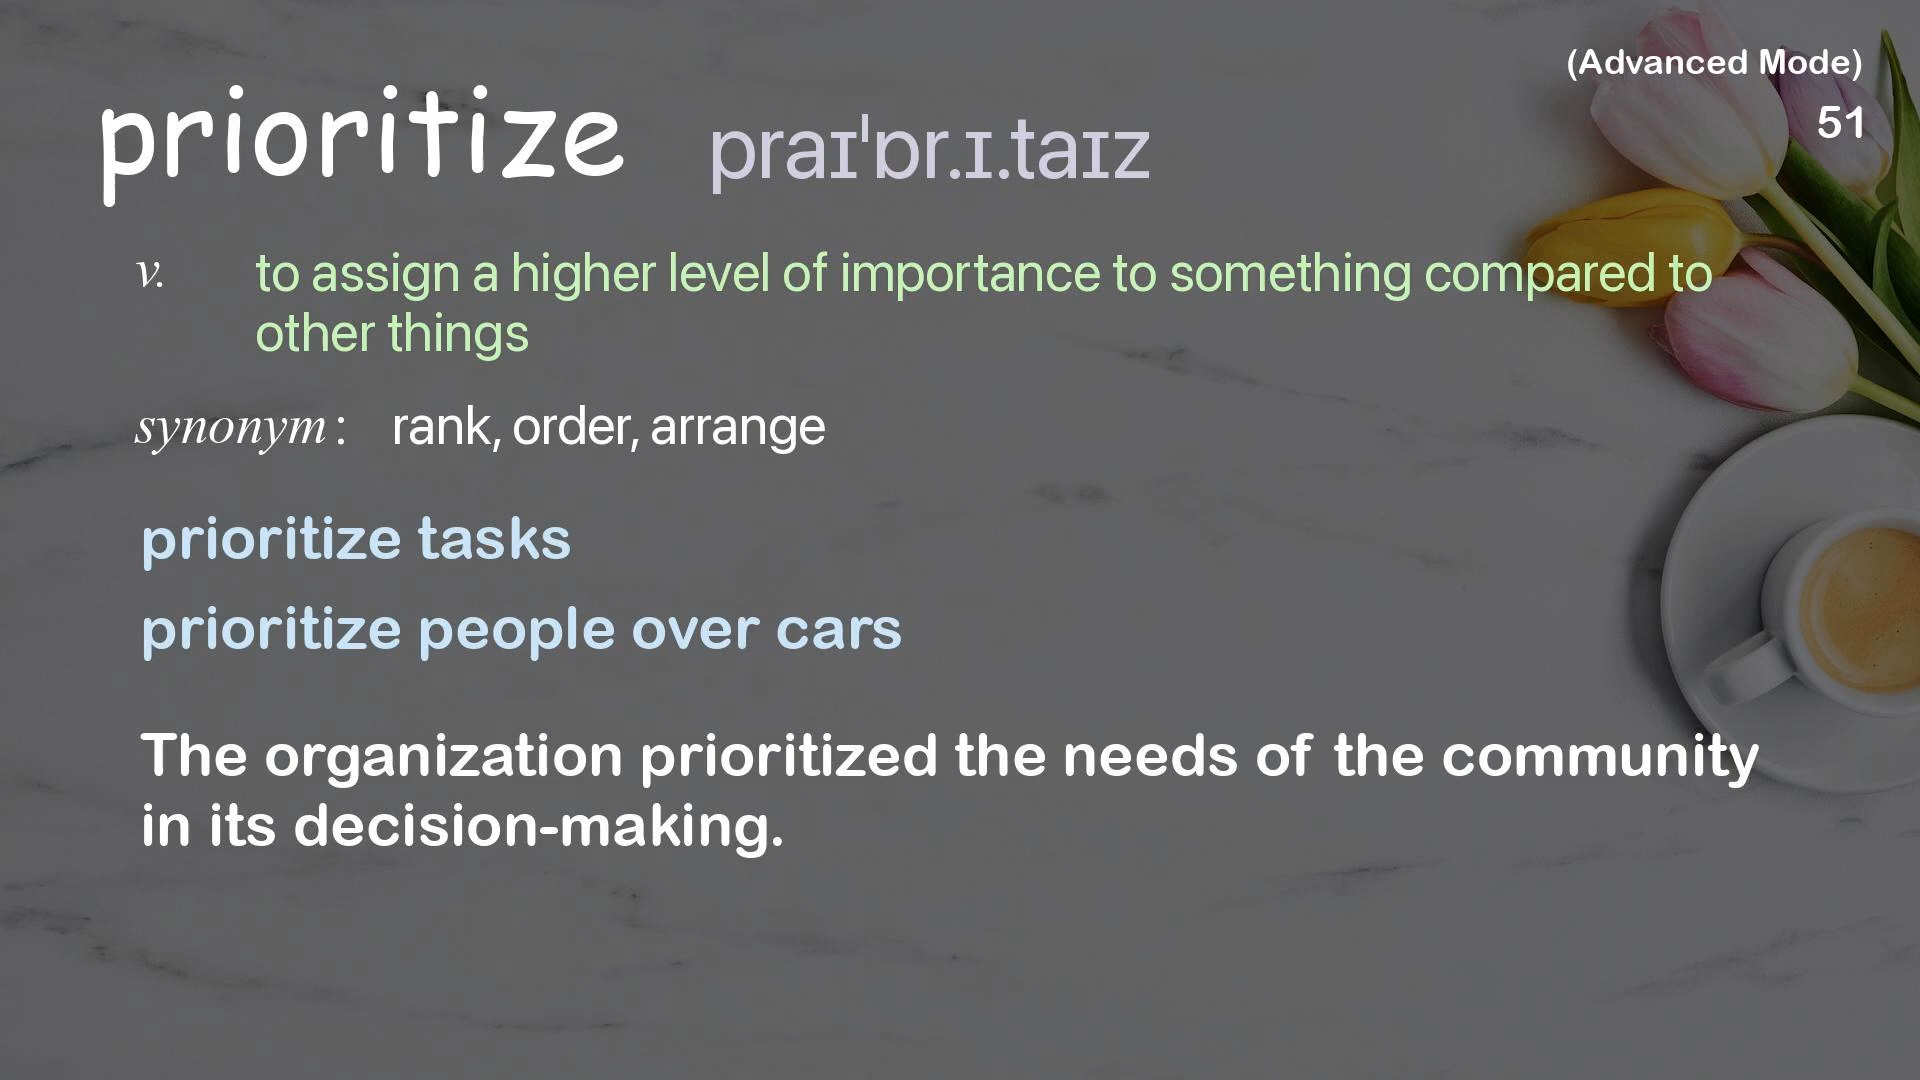 (Advanced Mode)
prioritize praɪˈɒr.ɪ.taɪz
51
v. to assign a higher level of importance to something compared to
other things
synonym : rank, order, arrange
prioritize tasks
prioritize people over cars
The organization prioritized the needs of the community
in its decision-making.